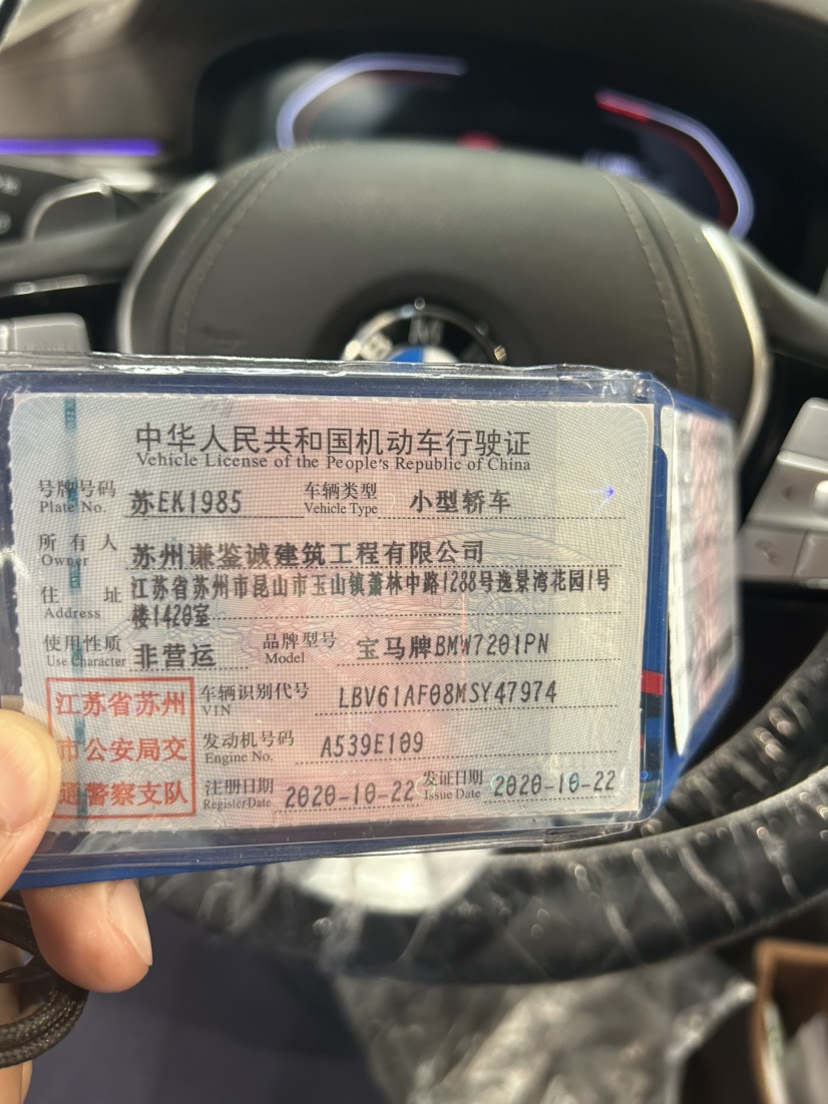 中华人民共和国机动车行驶证
Vehicle License of the People's Republic of China
号牌号码 苏EK1985 车辆类型 小型轿车
Plate No. Vehicle Type
所有人 苏州谦鉴诚建筑工程有限公司
Owner
住址 江苏省苏州市昆山市玉山镇萧林中路1288号逸景湾花园1号
Address 楼1420室
使用性质 非营运 品牌型号 宝马牌BMW7201PN
Use Character Model
江苏省苏州 车辆识别代号 LBV61AF08MSY47974
VIN
市公安局交 发动机号码 A539E109
Engine No.
通警察支队 注册日期 2020-10-22 发证日期 2020-10-22
Register Date Issue Date